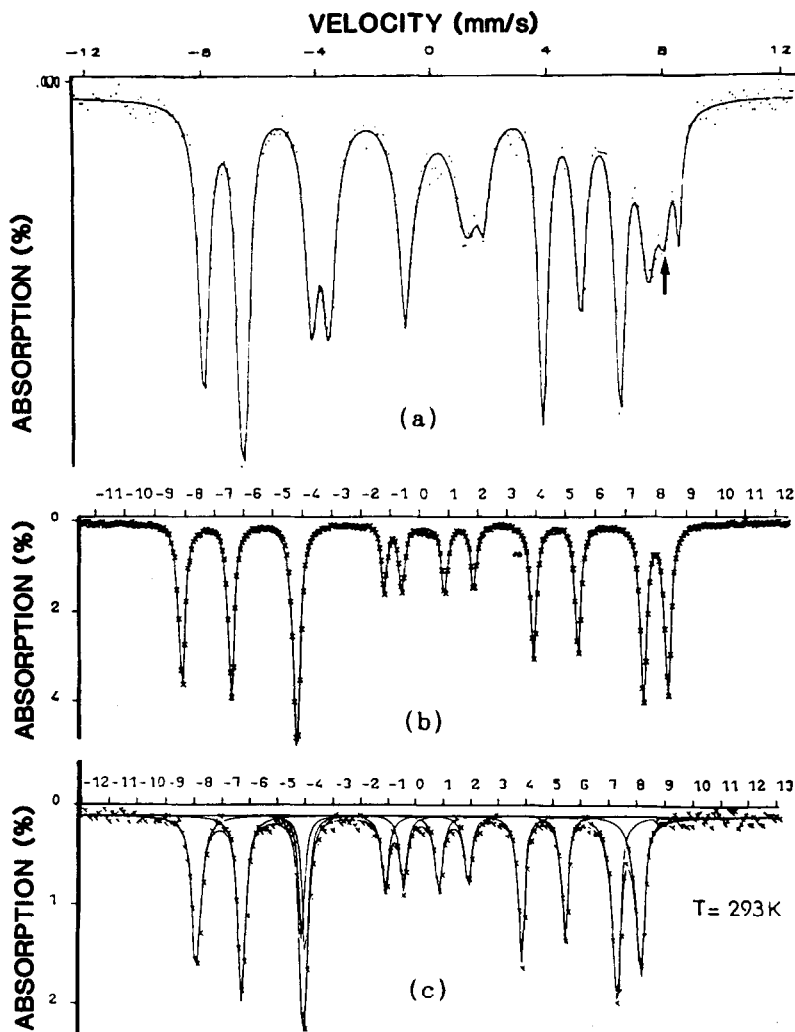 VELOCITY (mm/s)
-12 -8 -4 0 4 8 12
ABSORPTION (%)
(a)
-11 -10 -9 -8 -7 -6 -5 -4 -3 -2 -1 0 1 2 3 4 5 6 7 8 9 10 11 12
0
2
4
ABSORPTION (%)
(b)
-12 -11 -10 -9 -8 -7 -6 -5 -4 -3 -2 -1 0 1 2 3 4 5 6 7 8 9 10 11 12 13
0
1
2
ABSORPTION (%)
T= 293K
(c)